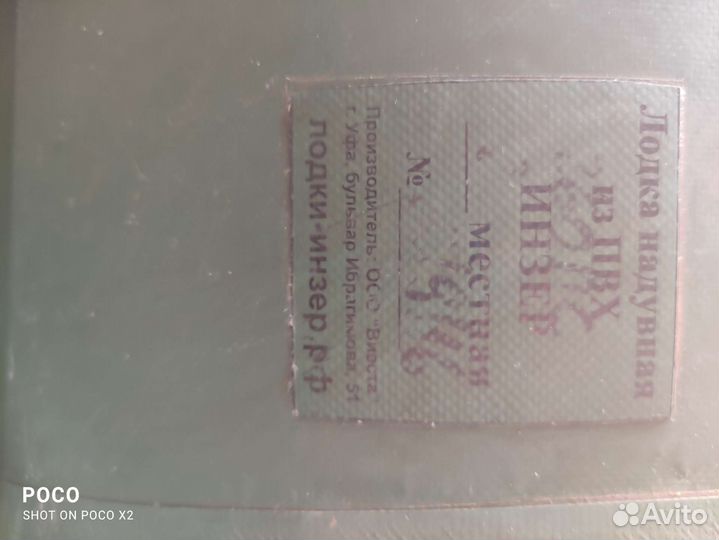 Лодка надувная
из ПВХ
ИНЗЕР
местная
№
Производитель: ООО "Виеста"
г. Уфа, бульвар Ибрагимова, 51
лодки-инзер.рф
POCO
SHOT ON POCO X2
Avito